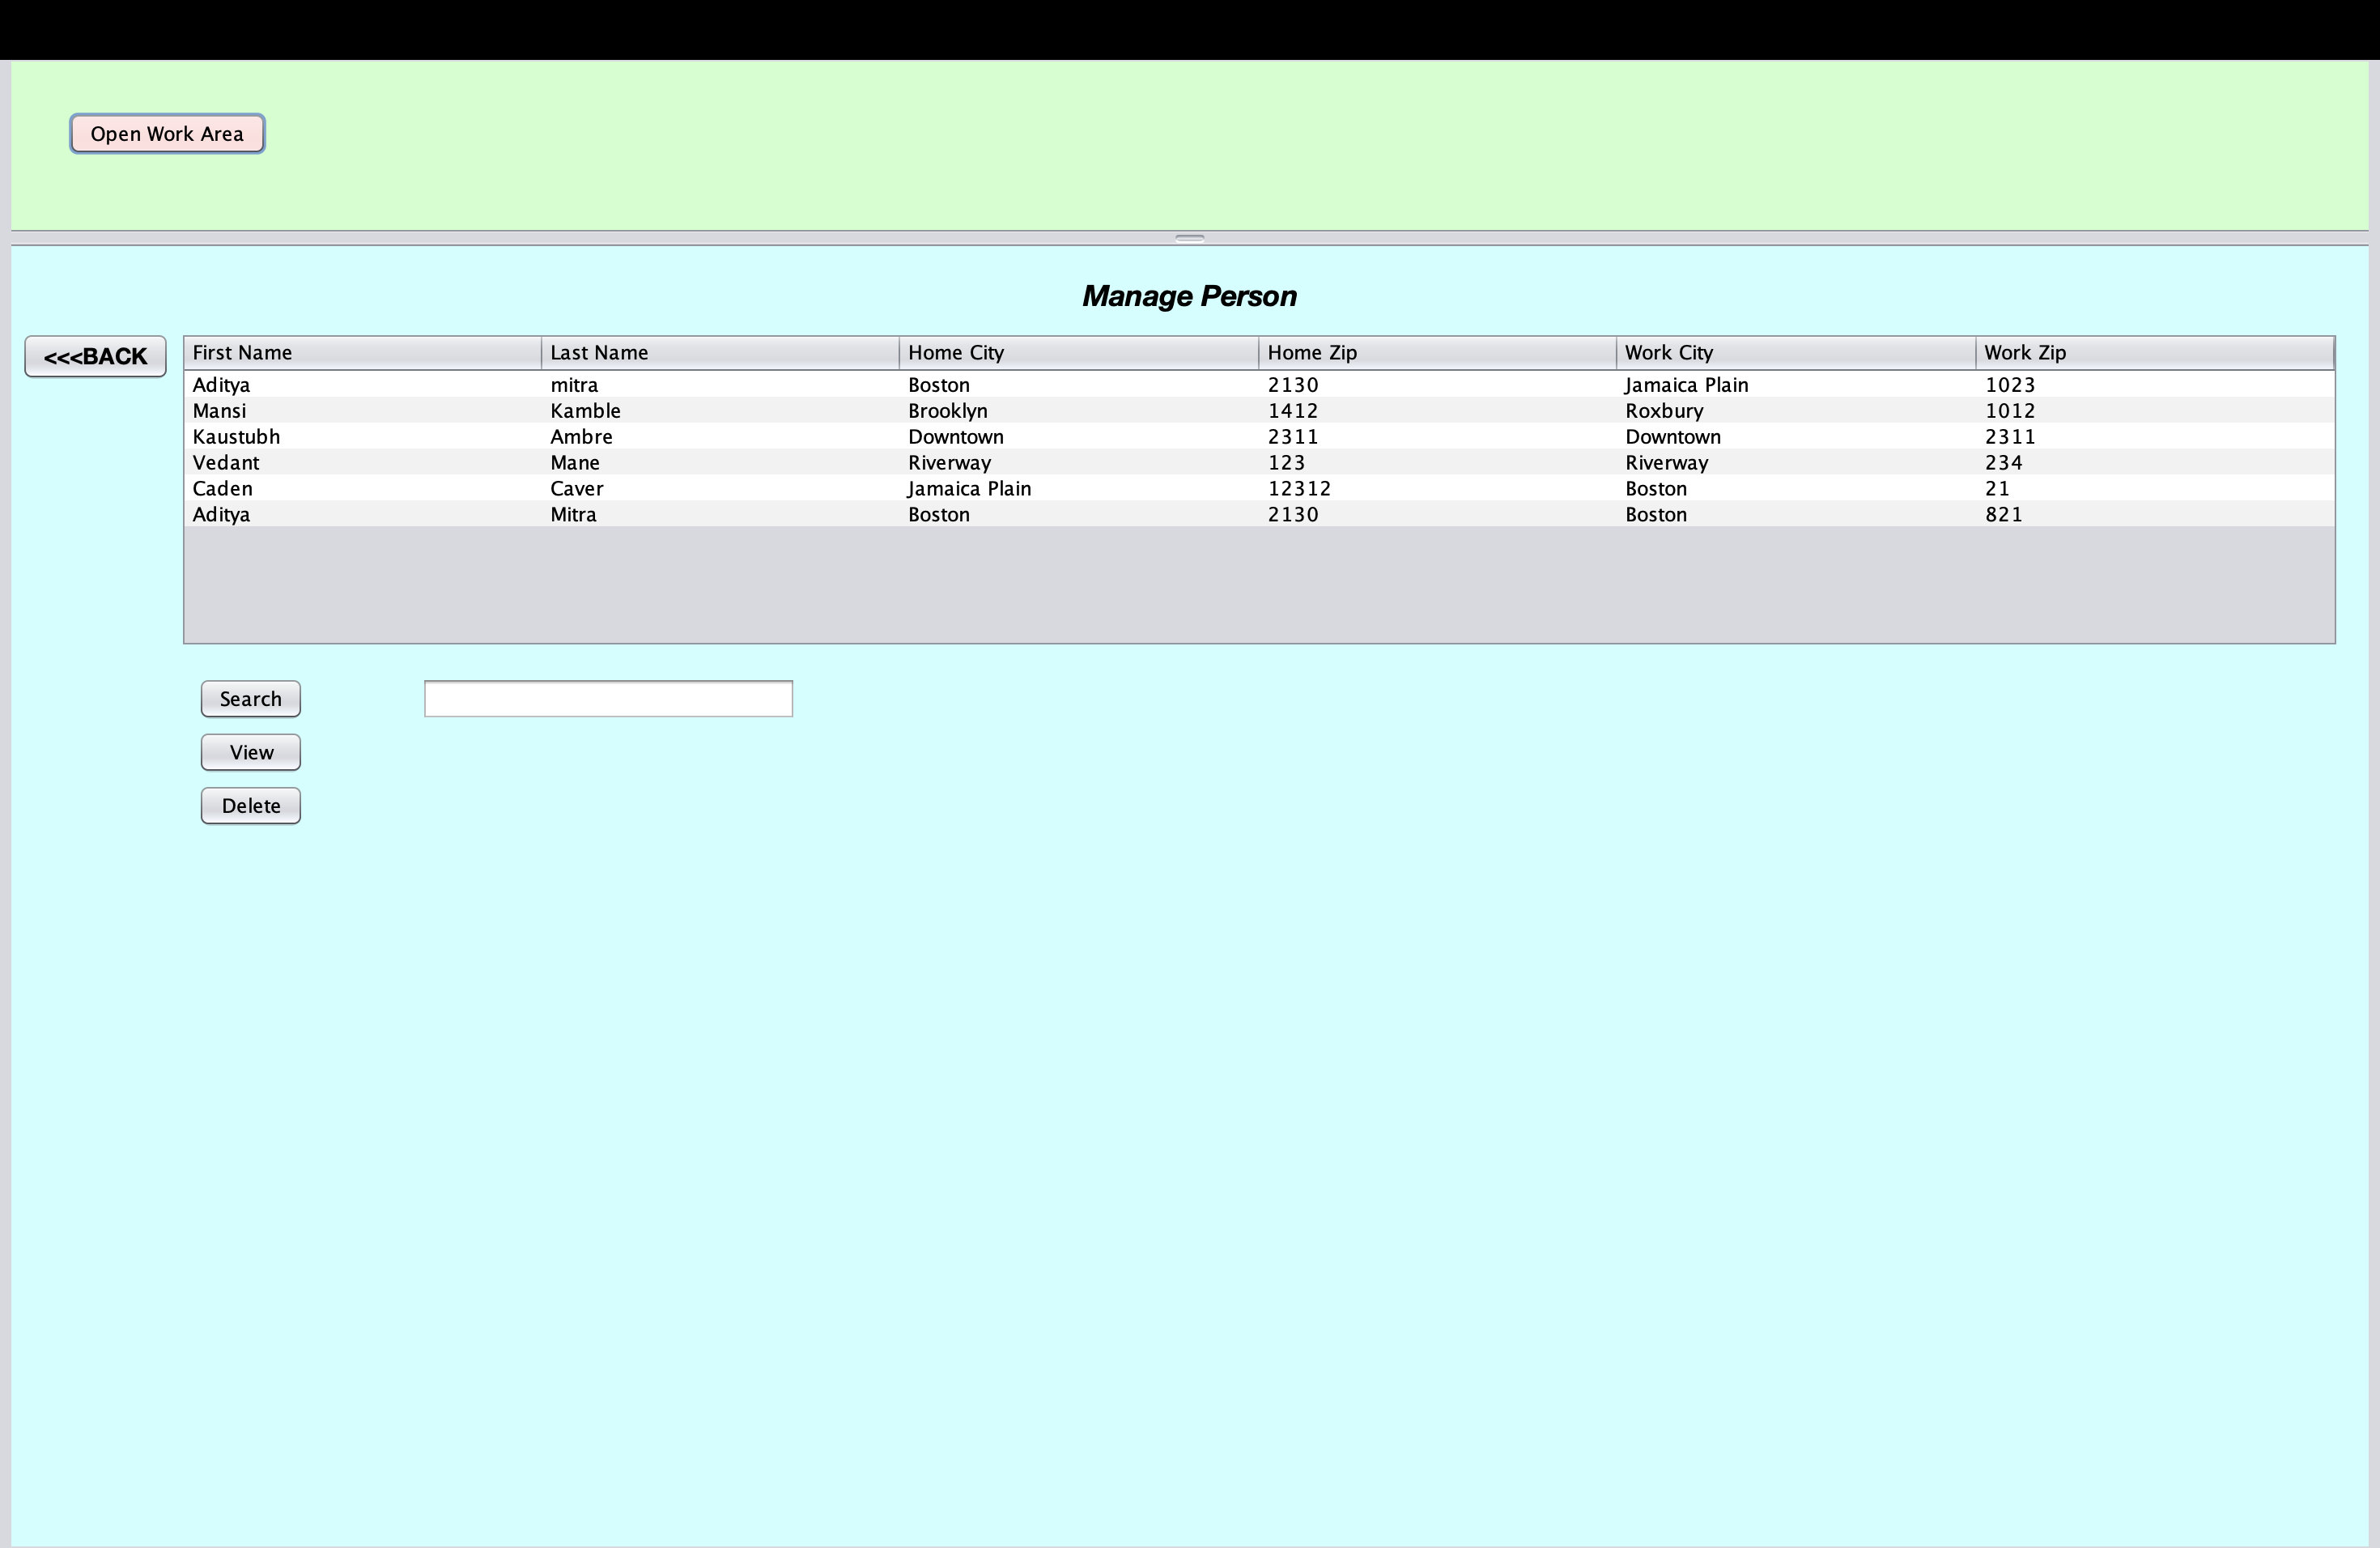 Open Work Area
Manage Person
<<<BACK
First Name Last Name Home City Home Zip Work City Work Zip
Aditya mitra Boston 2130 Jamaica Plain 1023
Mansi Kamble Brooklyn 1412 Roxbury 1012
Kaustubh Ambre Downtown 2311 Downtown 2311
Vedant Mane Riverway 123 Riverway 234
Caden Caver Jamaica Plain 12312 Boston 21
Aditya Mitra Boston 2130 Boston 821
Search
View
Delete